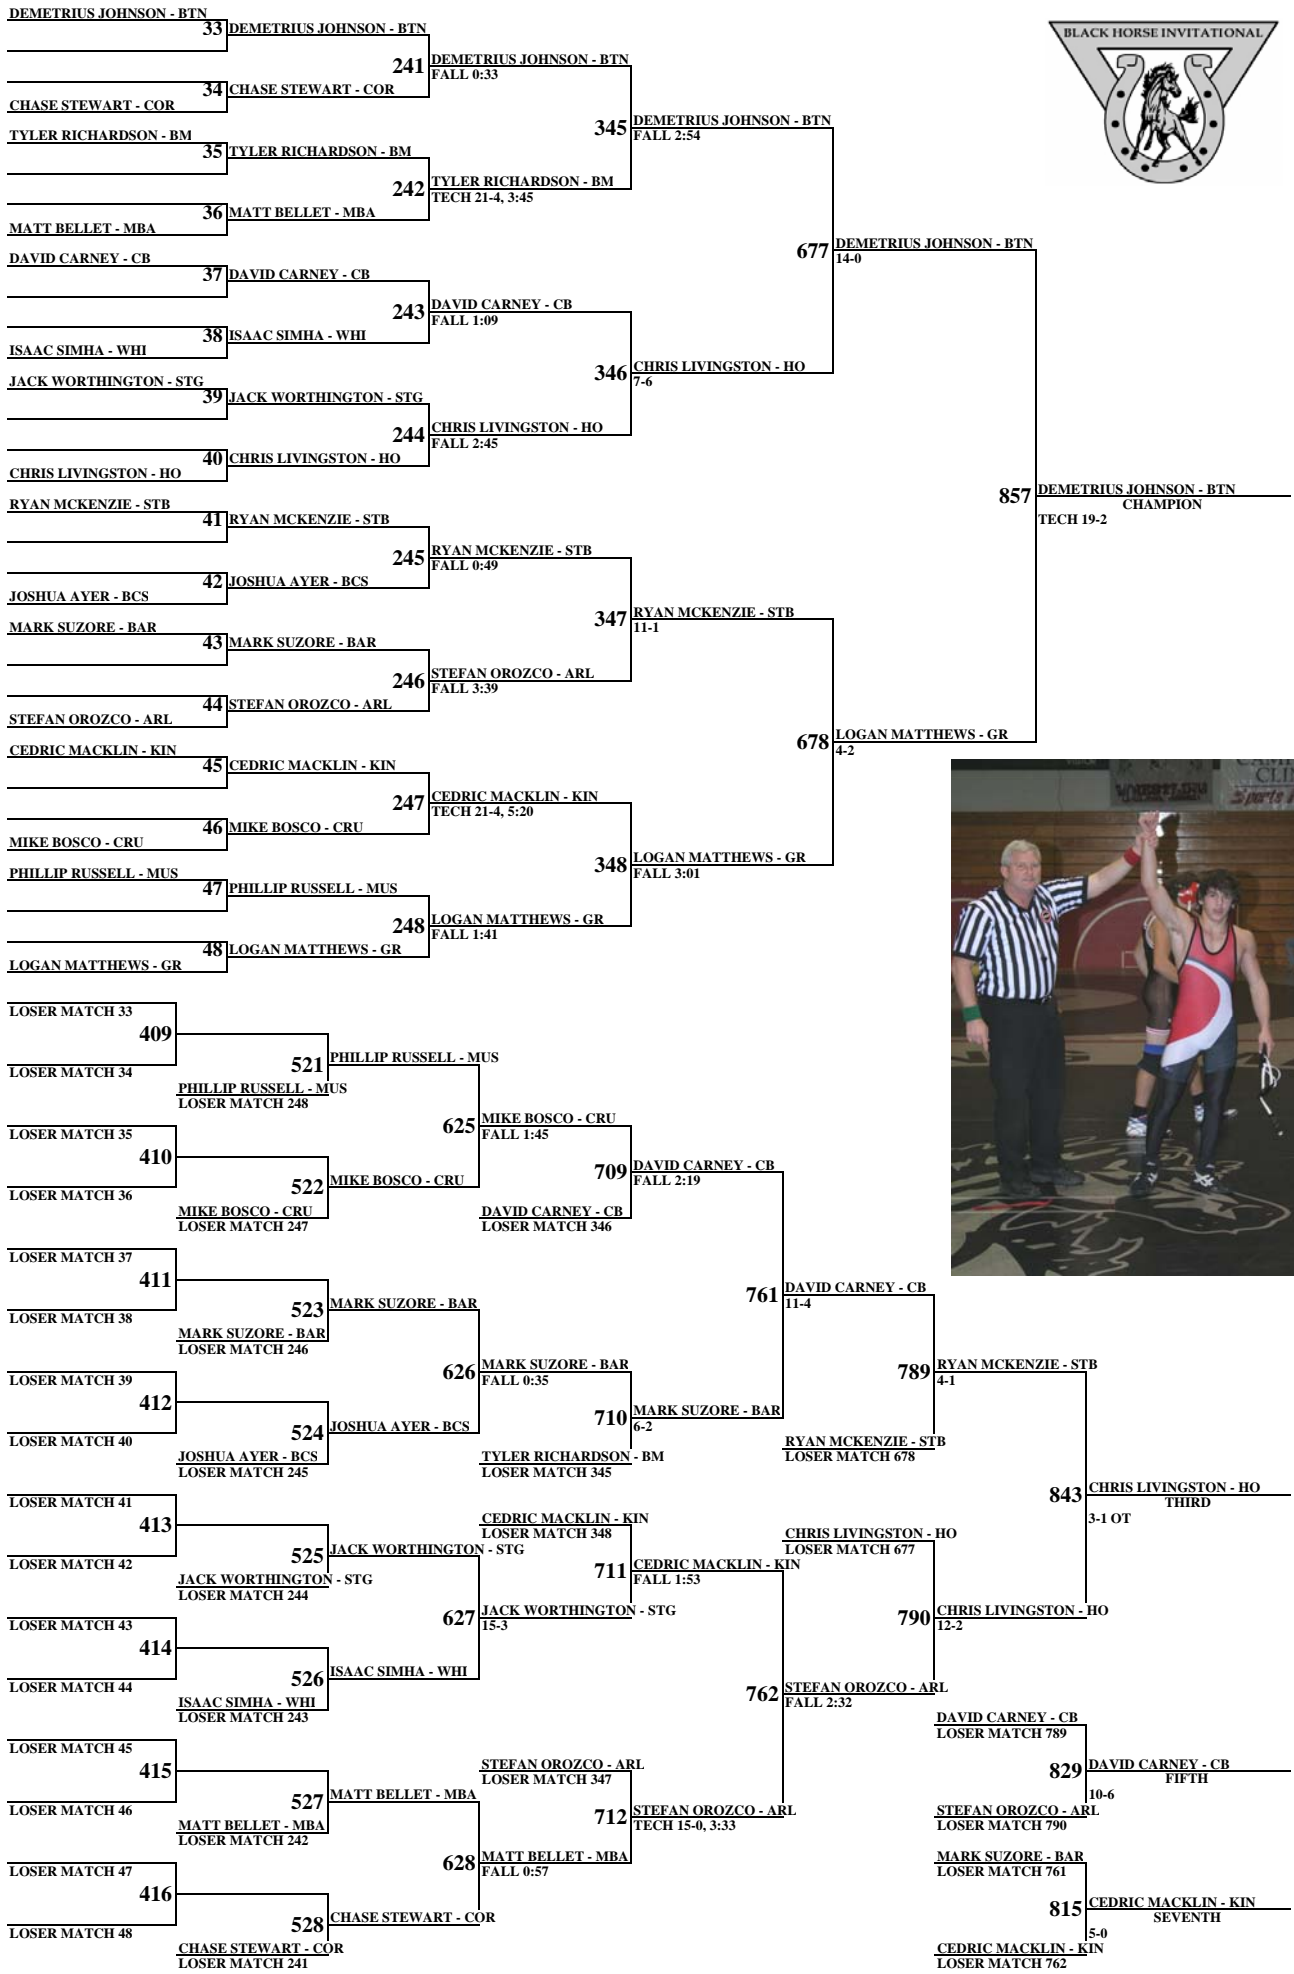 BLACK HORSE INVITATIONAL
DEMETRIUS JOHNSON - BTN
33
34
CHASE STEWART - COR
TYLER RICHARDSON - BM
35
36
MATT BELLET - MBA
DAVID CARNEY - CB
37
38
ISAAC SIMHA - WHI
JACK WORTHINGTON - STG
39
40
CHRIS LIVINGSTON - HO
RYAN MCKENZIE - STB
41
42
JOSHUA AYER - BCS
MARK SUZORE - BAR
43
44
STEFAN OROZCO - ARL
CEDRIC MACKLIN - KIN
45
46
MIKE BOSCO - CRU
PHILLIP RUSSELL - MUS
47
48
LOGAN MATTHEWS - GR
DEMETRIUS JOHNSON - BTN
241
CHASE STEWART - COR
TYLER RICHARDSON - BM
242
MATT BELLET - MBA
DAVID CARNEY - CB
243
ISAAC SIMHA - WHI
JACK WORTHINGTON - STG
244
CHRIS LIVINGSTON - HO
RYAN MCKENZIE - STB
245
JOSHUA AYER - BCS
MARK SUZORE - BAR
246
STEFAN OROZCO - ARL
CEDRIC MACKLIN - KIN
247
MIKE BOSCO - CRU
PHILLIP RUSSELL - MUS
248
LOGAN MATTHEWS - GR
DEMETRIUS JOHNSON - BTN
FALL 0:33
345
TYLER RICHARDSON - BM
TECH 21-4, 3:45
DAVID CARNEY - CB
FALL 1:09
346
CHRIS LIVINGSTON - HO
FALL 2:45
RYAN MCKENZIE - STB
FALL 0:49
347
STEFAN OROZCO - ARL
FALL 3:39
CEDRIC MACKLIN - KIN
TECH 21-4, 5:20
348
LOGAN MATTHEWS - GR
FALL 1:41
DEMETRIUS JOHNSON - BTN
FALL 2:54
677
CHRIS LIVINGSTON - HO
7-6
RYAN MCKENZIE - STB
11-1
678
LOGAN MATTHEWS - GR
FALL 3:01
DEMETRIUS JOHNSON - BTN
14-0
857
LOGAN MATTHEWS - GR
4-2
DEMETRIUS JOHNSON - BTN
CHAMPION
TECH 19-2
LOSER MATCH 33
409
LOSER MATCH 34
LOSER MATCH 35
410
LOSER MATCH 36
LOSER MATCH 37
411
LOSER MATCH 38
LOSER MATCH 39
412
LOSER MATCH 40
LOSER MATCH 41
413
LOSER MATCH 42
LOSER MATCH 43
414
LOSER MATCH 44
LOSER MATCH 45
415
LOSER MATCH 46
LOSER MATCH 47
416
LOSER MATCH 48
521
PHILLIP RUSSELL - MUS
LOSER MATCH 248
522
MIKE BOSCO - CRU
LOSER MATCH 247
523
MARK SUZORE - BAR
LOSER MATCH 246
524
JOSHUA AYER - BCS
LOSER MATCH 245
525
JACK WORTHINGTON - STG
LOSER MATCH 244
526
ISAAC SIMHA - WHI
LOSER MATCH 243
527
MATT BELLET - MBA
LOSER MATCH 242
528
CHASE STEWART - COR
LOSER MATCH 241
PHILLIP RUSSELL - MUS
625
MIKE BOSCO - CRU
MARK SUZORE - BAR
626
JOSHUA AYER - BCS
JACK WORTHINGTON - STG
627
ISAAC SIMHA - WHI
MATT BELLET - MBA
628
CHASE STEWART - COR
MIKE BOSCO - CRU
FALL 1:45
709
DAVID CARNEY - CB
LOSER MATCH 346
MARK SUZORE - BAR
FALL 0:35
710
TYLER RICHARDSON - BM
LOSER MATCH 345
CEDRIC MACKLIN - KIN
LOSER MATCH 348
711
JACK WORTHINGTON - STG
15-3
STEFAN OROZCO - ARL
LOSER MATCH 347
712
MATT BELLET - MBA
FALL 0:57
DAVID CARNEY - CB
FALL 2:19
761
MARK SUZORE - BAR
6-2
CEDRIC MACKLIN - KIN
FALL 1:53
762
STEFAN OROZCO - ARL
TECH 15-0, 3:33
DAVID CARNEY - CB
11-4
789
RYAN MCKENZIE - STB
LOSER MATCH 678
CHRIS LIVINGSTON - HO
LOSER MATCH 677
790
STEFAN OROZCO - ARL
FALL 2:32
RYAN MCKENZIE - STB
4-1
843
CHRIS LIVINGSTON - HO
12-2
CHRIS LIVINGSTON - HO
THIRD
3-1 OT
DAVID CARNEY - CB
LOSER MATCH 789
829
STEFAN OROZCO - ARL
LOSER MATCH 790
DAVID CARNEY - CB
FIFTH
10-6
MARK SUZORE - BAR
LOSER MATCH 761
815
CEDRIC MACKLIN - KIN
LOSER MATCH 762
CEDRIC MACKLIN - KIN
SEVENTH
5-0